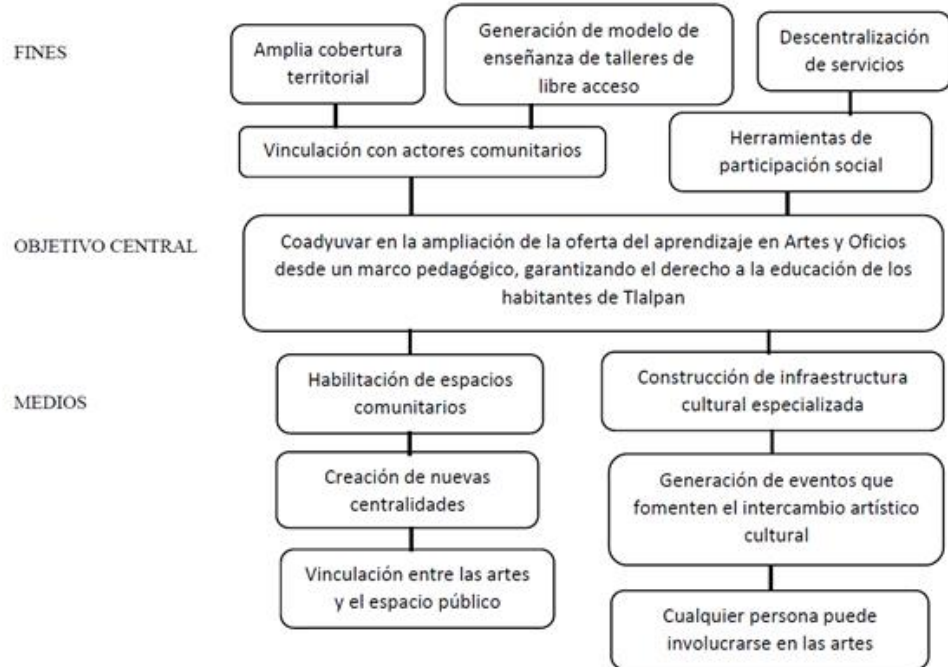 FINES
Amplia cobertura
territorial
Generación de modelo de
enseñanza de talleres de
libre acceso
Descentralización
de servicios
Vinculación con actores comunitarios
Herramientas de
participación social
OBJETIVO CENTRAL
Coadyuvar en la ampliación de la oferta del aprendizaje en Artes y Oficios
desde un marco pedagógico, garantizando el derecho a la educación de los
habitantes de Tlalpan
MEDIOS
Habilitación de espacios
comunitarios
Construcción de infraestructura
cultural especializada
Creación de nuevas
centralidades
Generación de eventos que
fomenten el intercambio artístico
cultural
Vinculación entre las artes
y el espacio público
Cualquier persona puede
involucrarse en las artes